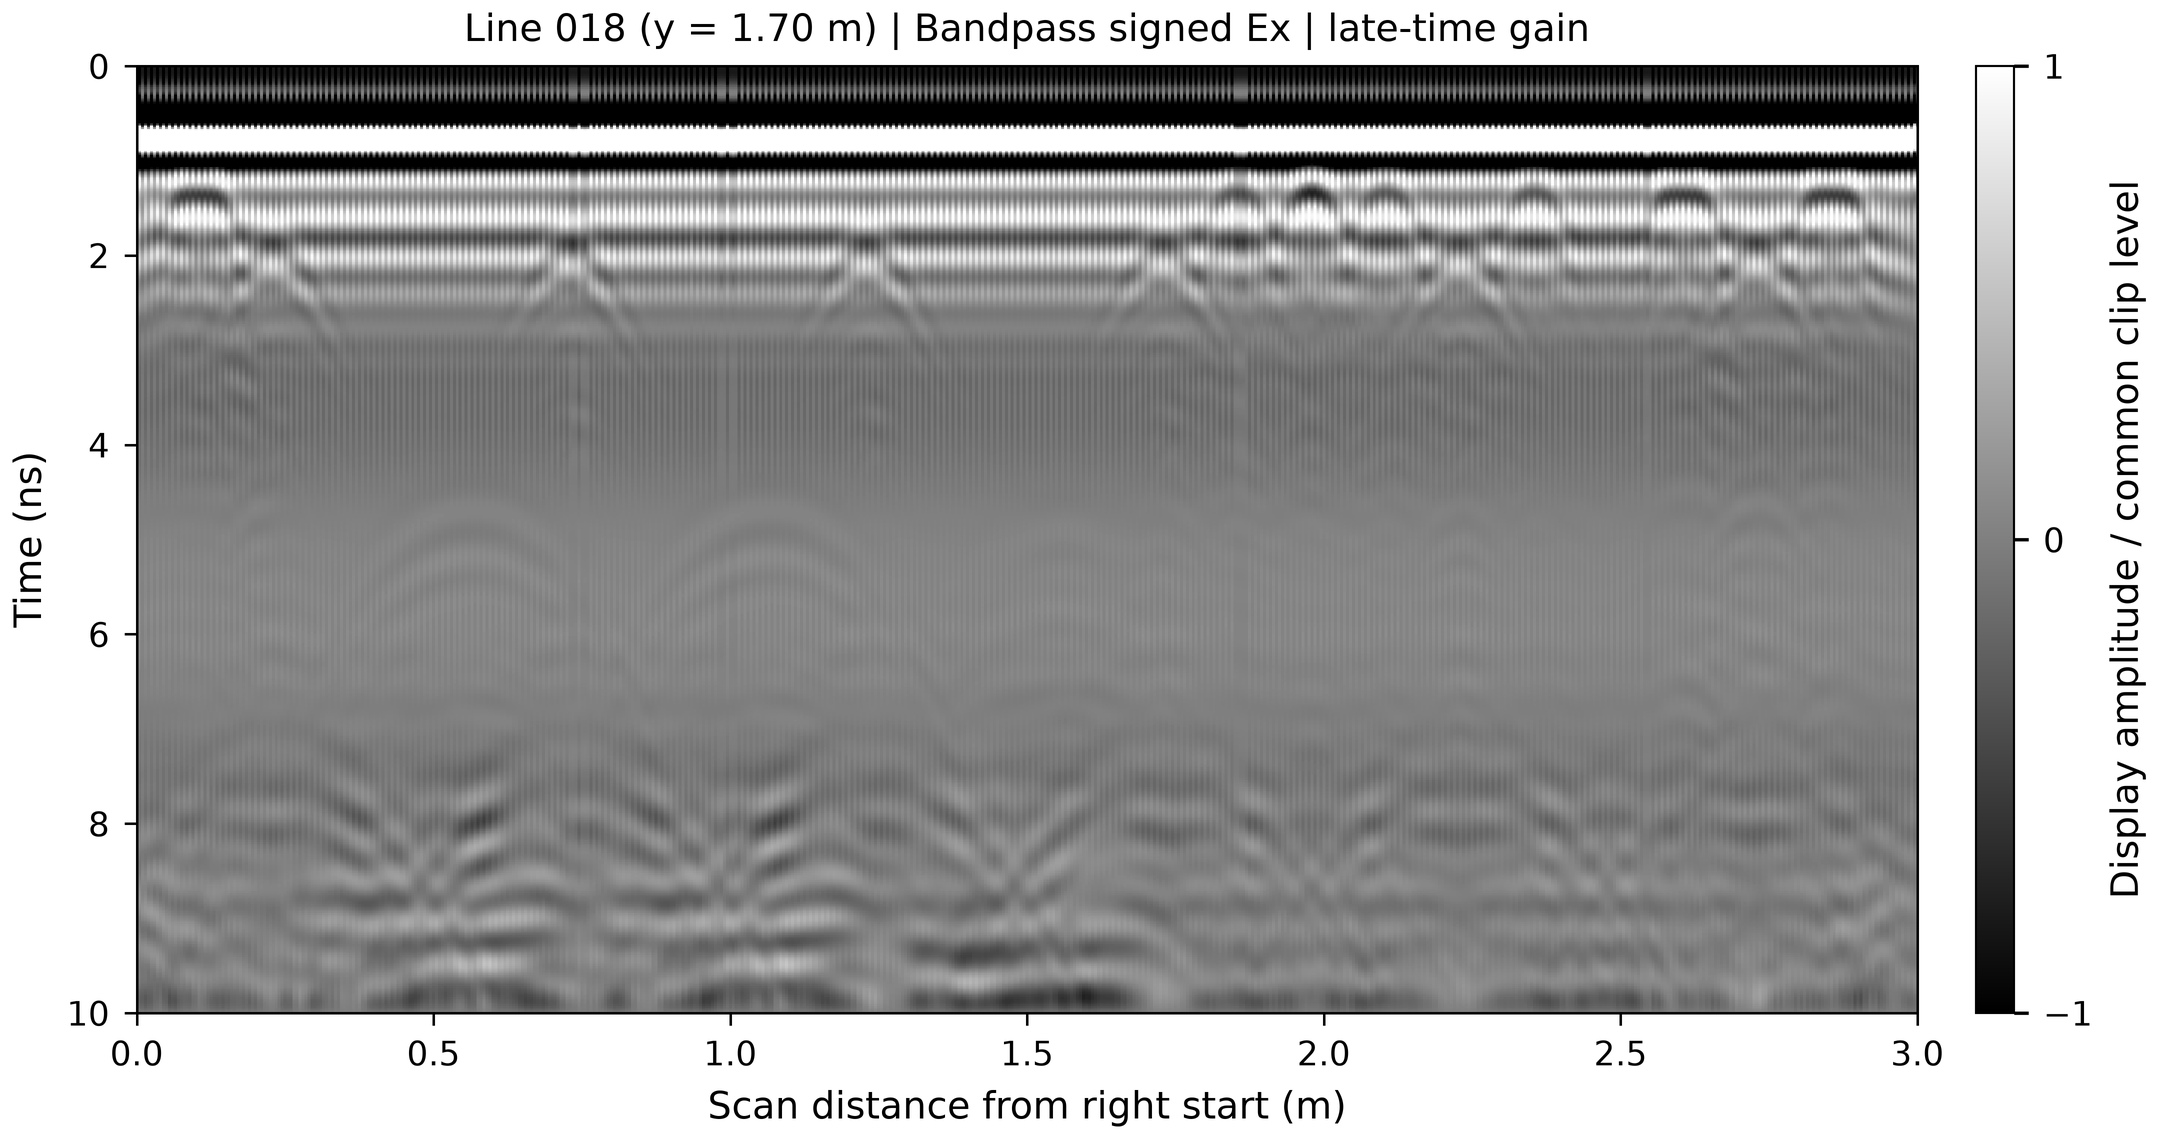 Line 018 (y = 1.70 m) | Bandpass signed Ex | late-time gain
0
2
4
6
8
10
Time (ns)
0.0 0.5 1.0 1.5 2.0 2.5 3.0
Scan distance from right start (m)
1
0
−1
Display amplitude / common clip level